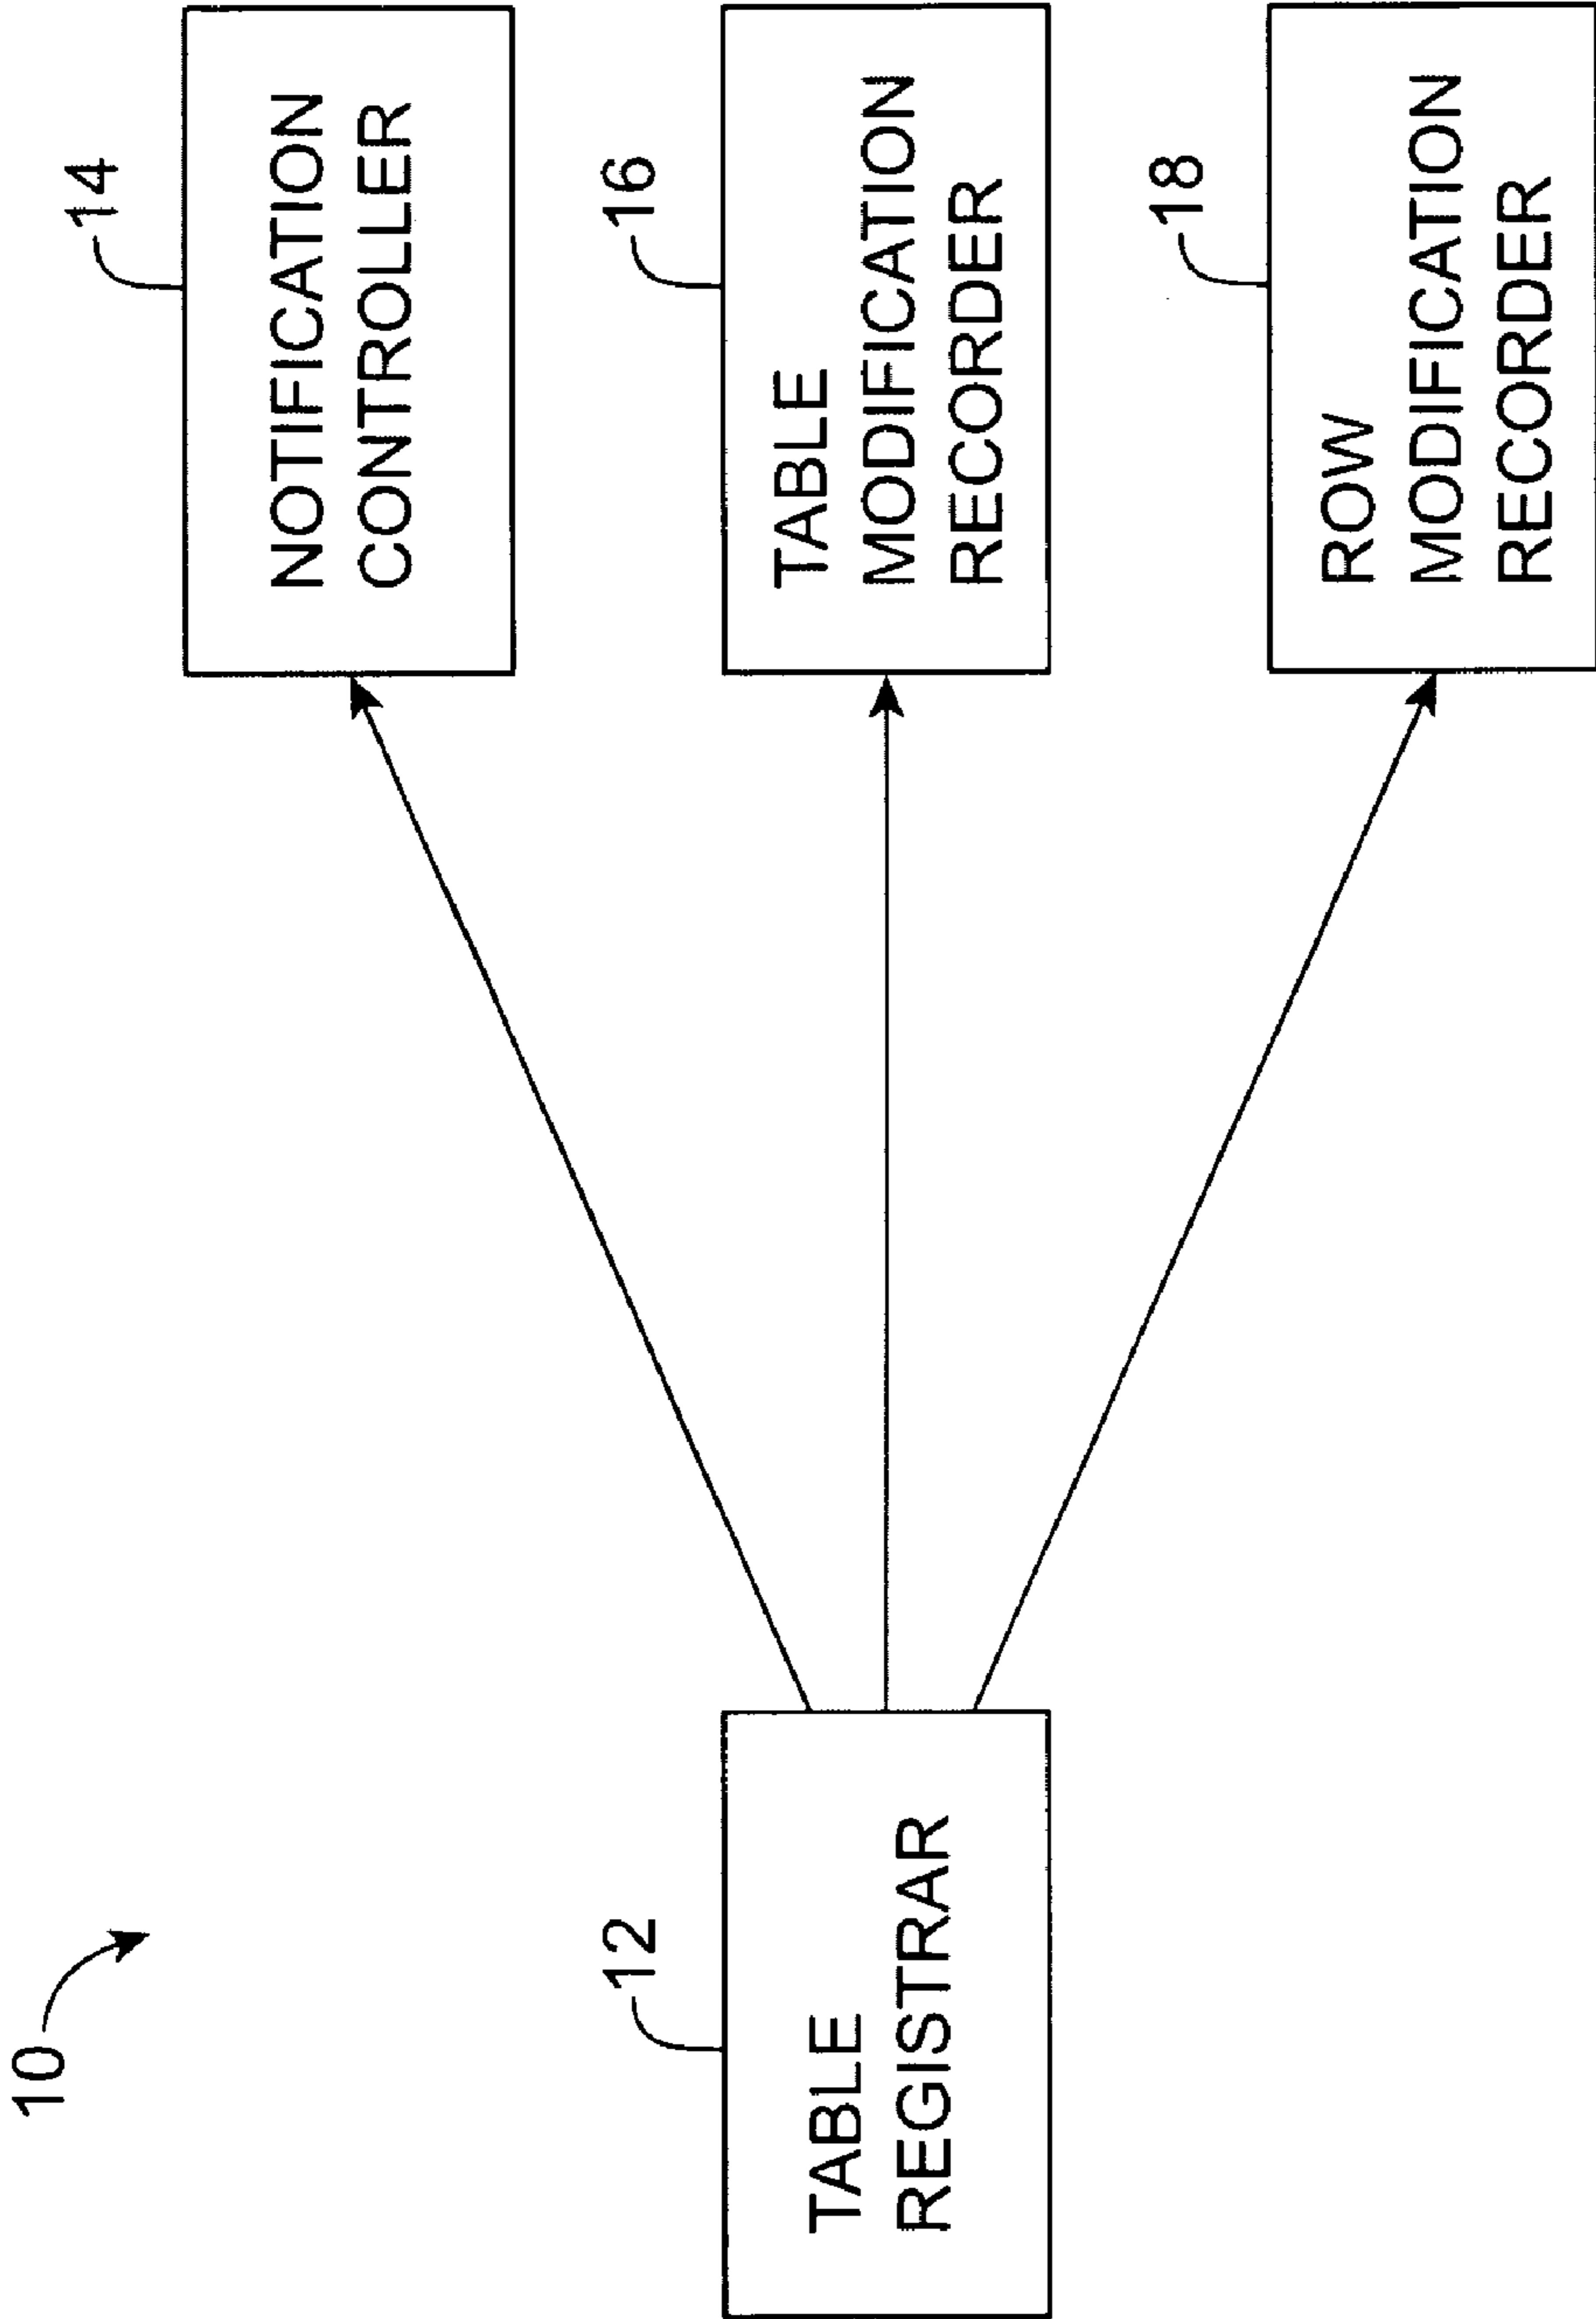 10
12
TABLE
REGISTRAR
14
NOTIFICATION
CONTROLLER
16
TABLE
MODIFICATION
RECORDER
18
ROW
MODIFICATION
RECORDER